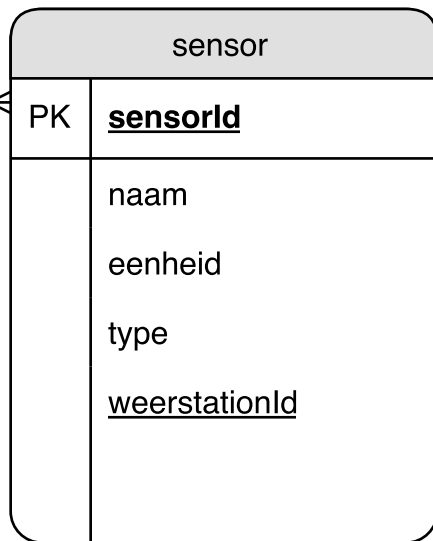 sensor
PK sensorId
naam
eenheid
type
weerstationId